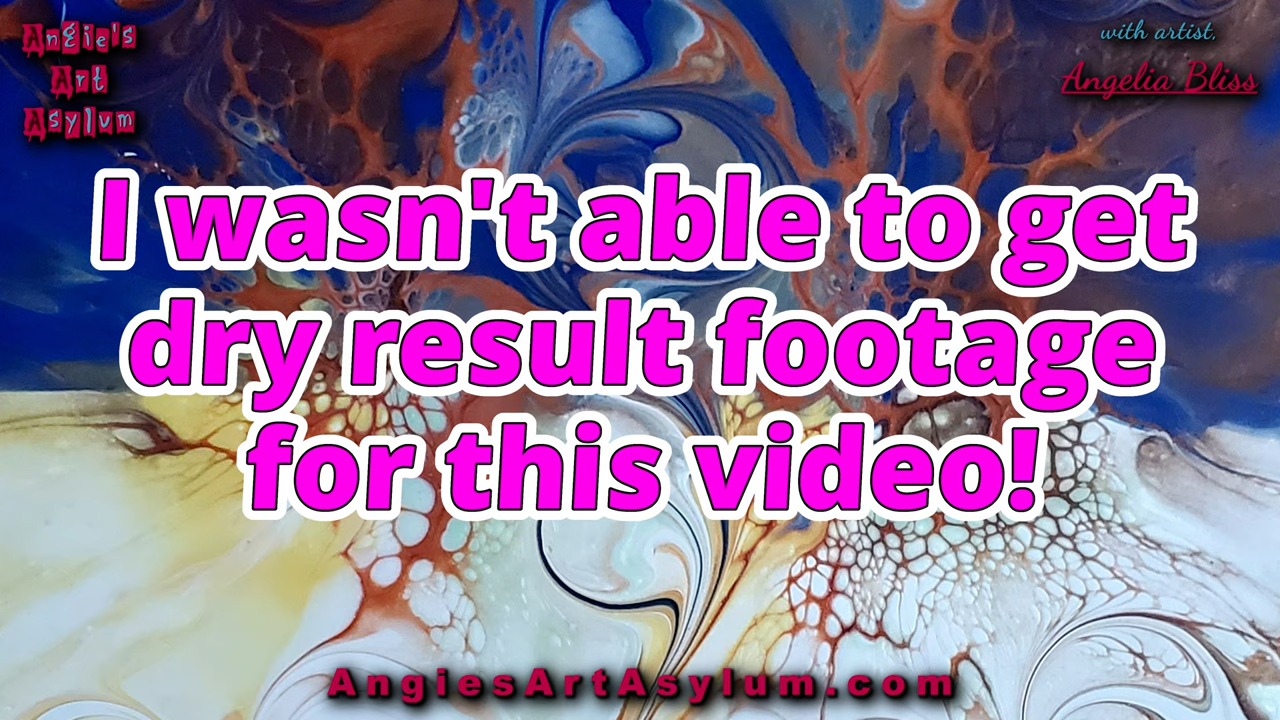 Angie's
Art
Asylum
with artist,
Angelia Bliss
I wasn't able to get
dry result footage
for this video!
AngiesArtAsylum.com